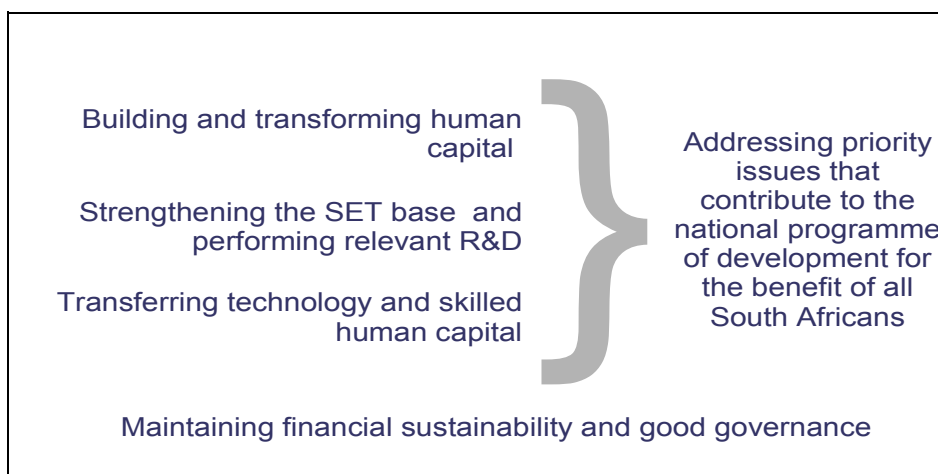 Building and transforming human
capital
Strengthening the SET base and
performing relevant R&D
Transferring technology and skilled
human capital
Addressing priority
issues that
contribute to the
national programme
of development for
the benefit of all
South Africans
Maintaining financial sustainability and good governance